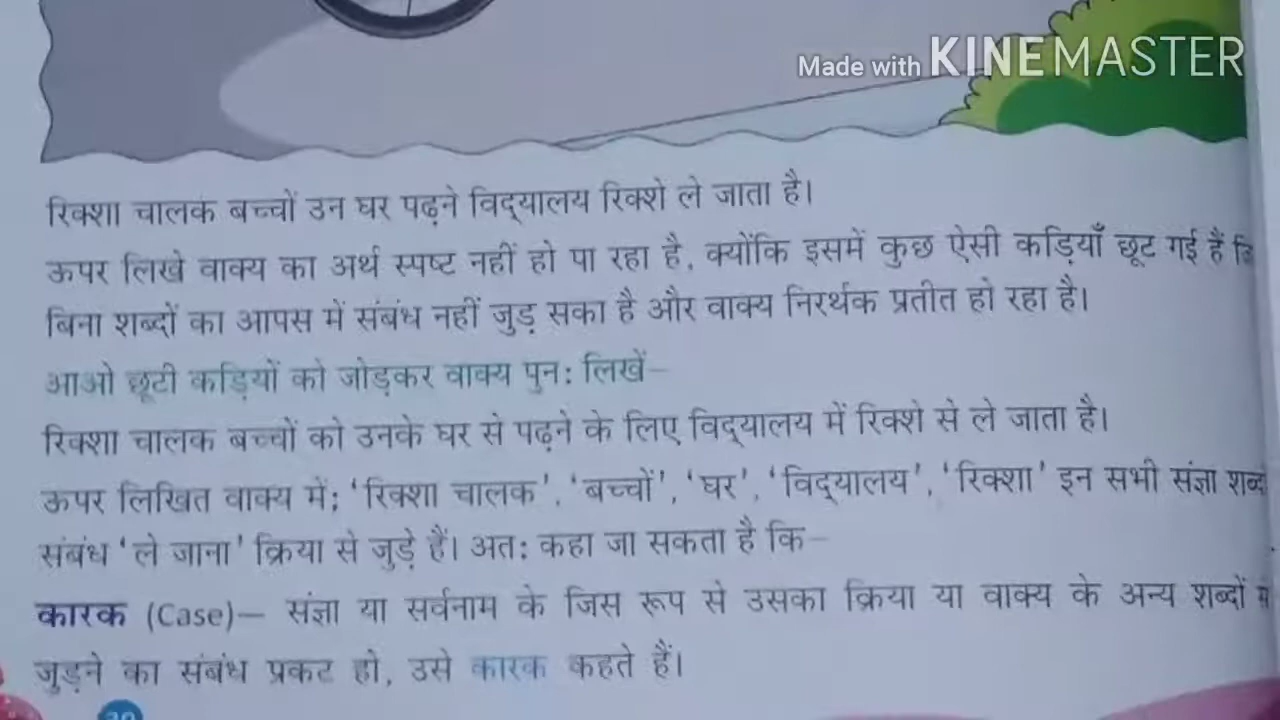 Made with KINEMASTER
रिक्शा चालक बच्चों उन घर पढ़ने विद्‌यालय रिक्शे ले जाता है।
ऊपर लिखे वाक्य का अर्थ स्पष्ट नहीं हो पा रहा है, क्योंकि इसमें कुछ ऐसी कड़ियाँ छूट गई हैं
बिना शब्दों का आपस में संबंध नहीं जुड़ सका है और वाक्य निरर्थक प्रतीत हो रहा है।
आओ छूटी कड़ियों को जोड़कर वाक्य पुन: लिखें–
रिक्शा चालक बच्चों को उनके घर से पढ़ने के लिए विद्‌यालय में रिक्शे से ले जाता है।
ऊपर लिखित वाक्य में; ‘रिक्शा चालक’, ‘बच्चों’, ‘घर’, ‘विद्‌यालय’, ‘रिक्शा’ इन सभी संज्ञा
संबंध ‘ले जाना’ क्रिया से जुड़े हैं। अत: कहा जा सकता है कि–
कारक (Case)– संज्ञा या सर्वनाम के जिस रूप से उसका क्रिया या वाक्य के अन्य शब्दों
जुड़ने का संबंध प्रकट हो, उसे कारक कहते हैं।